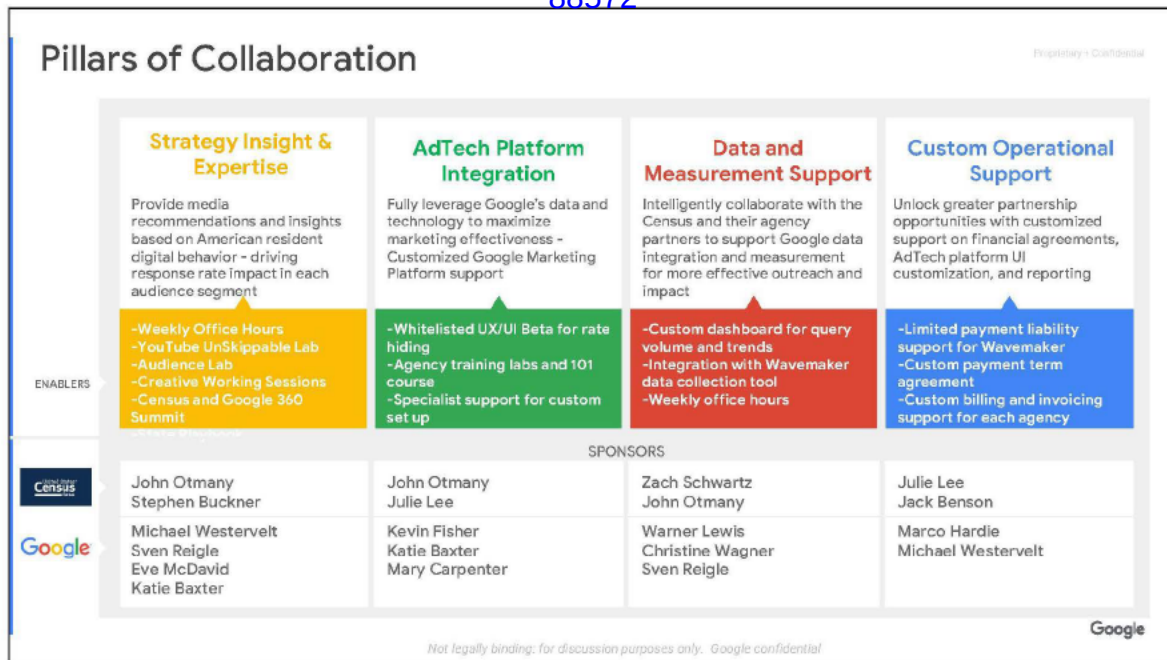 88572
Pillars of Collaboration
Proprietary + Confidential
Strategy Insight &
Expertise
Provide media
recommendations and insights
based on American resident
digital behavior - driving
response rate impact in each
audience segment
AdTech Platform
Integration
Fully leverage Google's data and
technology to maximize
marketing effectiveness -
Customized Google Marketing
Platform support
Data and
Measurement Support
Intelligently collaborate with the
Census and their agency
partners to support Google data
integration and measurement
for more effective outreach and
impact
Custom Operational
Support
Unlock greater partnership
opportunities with customized
support on financial agreements,
AdTech platform UI
customization, and reporting
ENABLERS
-Weekly Office Hours
-YouTube UnSkippable Lab
-Audience Lab
-Creative Working Sessions
-Census and Google 360
Summit
-Whitelisted UX/UI Beta for rate
hiding
-Agency training labs and 101
course
-Specialist support for custom
set up
-Custom dashboard for query
volume and trends
-Integration with Wavemaker
data collection tool
-Weekly office hours
-Limited payment liability
support for Wavemaker
-Custom payment term
agreement
-Custom billing and invoicing
support for each agency
SPONSORS
United States
Census
John Otmany
Stephen Buckner
John Otmany
Julie Lee
Zach Schwartz
John Otmany
Julie Lee
Jack Benson
Google
Michael Westervelt
Sven Reigle
Eve McDavid
Katie Baxter
Kevin Fisher
Katie Baxter
Mary Carpenter
Warner Lewis
Christine Wagner
Sven Reigle
Marco Hardie
Michael Westervelt
Google
Not legally binding: for discussion purposes only. Google confidential